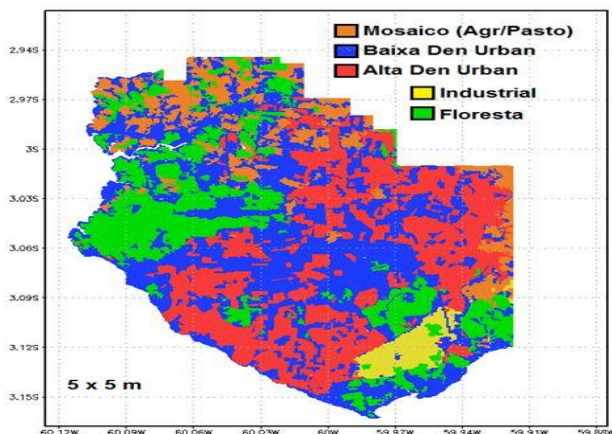 Mosaico (Agr/Pasto)
Baixa Den Urban
Alta Den Urban
Industrial
Floresta
2.94S
2.97S
3S
3.03S
3.06S
3.09S
3.12S
3.15S
5 x 5 m
60.12W 60.09W 60.06W 60.03W 60W 59.97W 59.94W 59.91W 59.88W